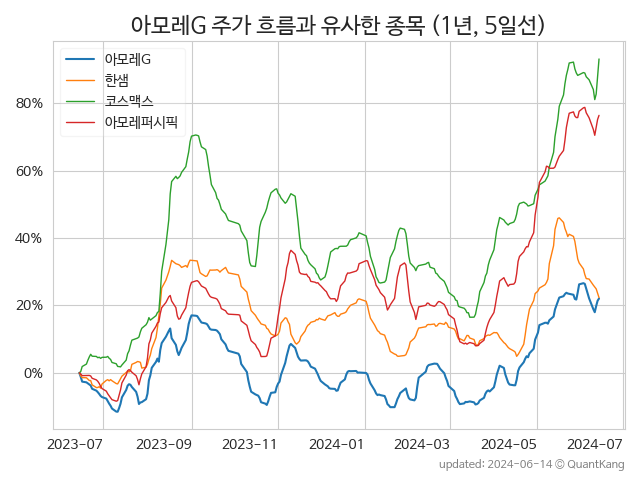 아모레G 주가 흐름과 유사한 종목 (1년, 5일선)
아모레G
한샘
코스맥스
아모레퍼시픽
80%
60%
40%
20%
0%
2023-07 2023-09 2023-11 2024-01 2024-03 2024-05 2024-07
updated: 2024-06-14 ⓒ QuantKang